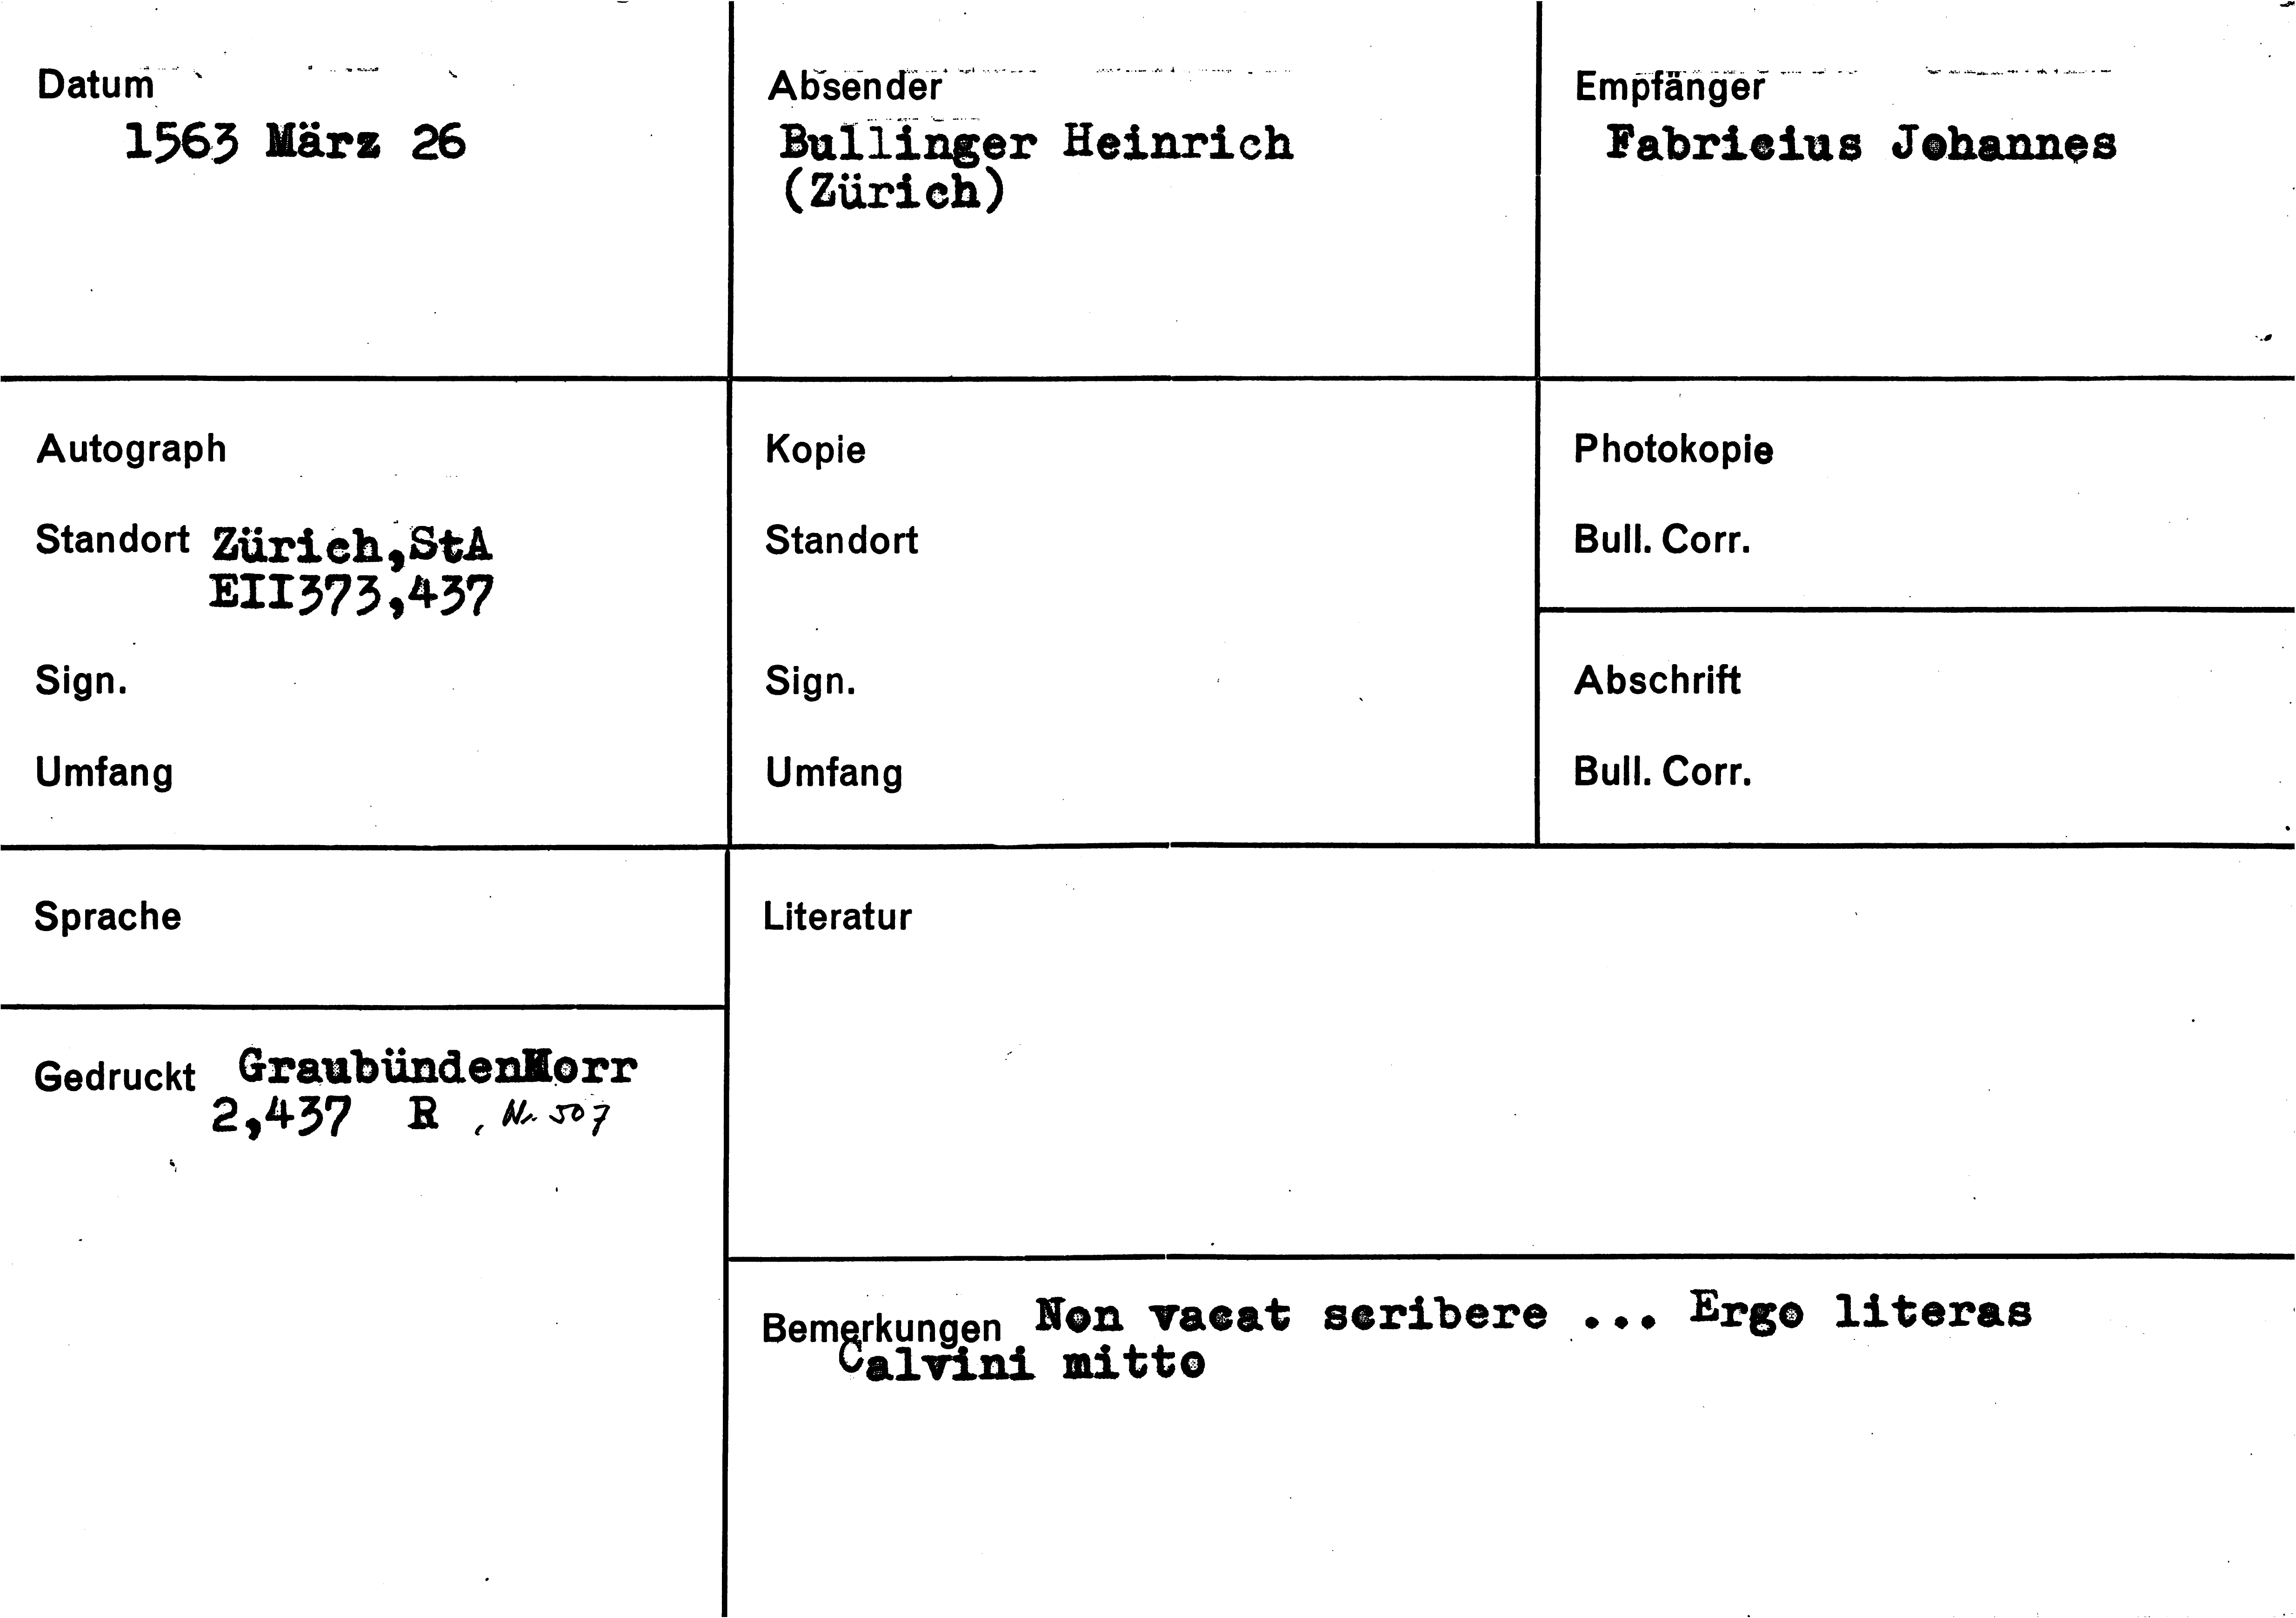 Datum
1563 März 26
Absender
Bullinger Heinrich
(Zürich)
Empfänger
Fabricius Johannes
Autograph
Standort Zürich,StA
EII373,437
Sign.
Umfang
Kopie
Standort
Sign.
Umfang
Photokopie
Bull. Corr.
Abschrift
Bull. Corr.
Sprache
Literatur
Gedruckt GraubündenKorr
2,437 R , Nr. 507
Bemerkungen Non vacat scribere ... Ergo literas
Calvini mitto